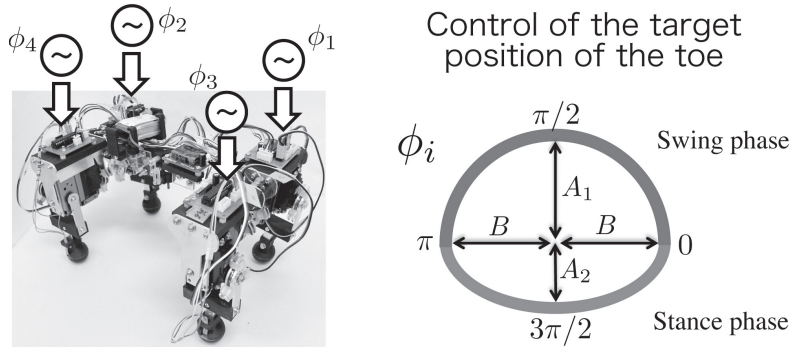 Control of the target
position of the toe
ϕ₄
ϕ₂
ϕ₃
ϕ₁
ϕᵢ
π/2
Swing phase
A₁
B
B
π
0
A₂
3π/2
Stance phase